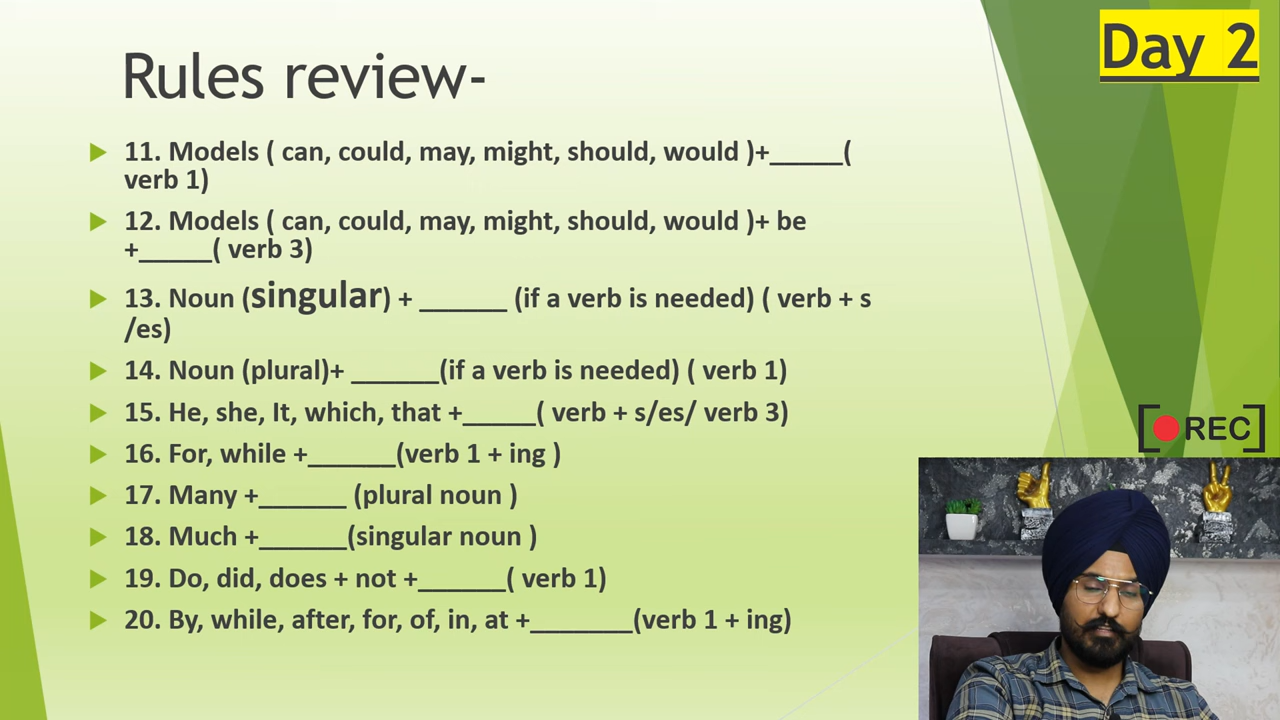 Day 2
Rules review-
11. Models ( can, could, may, might, should, would )+_____(
verb 1)
12. Models ( can, could, may, might, should, would )+ be
+_____( verb 3)
13. Noun (singular) + ______ (if a verb is needed) ( verb + s
/es)
14. Noun (plural)+ ______(if a verb is needed) ( verb 1)
15. He, she, It, which, that +_____( verb + s/es/ verb 3)
16. For, while +______(verb 1 + ing )
17. Many +______ (plural noun )
18. Much +______(singular noun )
19. Do, did, does + not +______( verb 1)
20. By, while, after, for, of, in, at +_______(verb 1 + ing)
REC